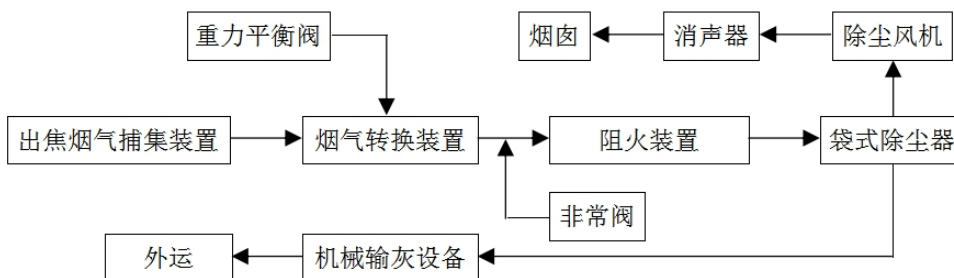 重力平衡阀
烟囱
消声器
除尘风机
出焦烟气捕集装置
烟气转换装置
阻火装置
袋式除尘器
非常阀
外运
机械输灰设备